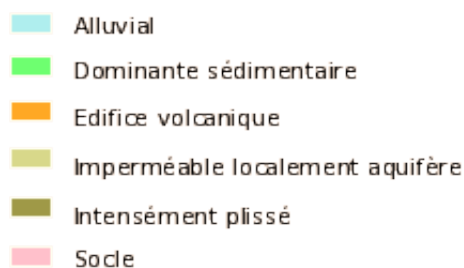 Alluvial
Dominante sédimentaire
Edifice volcanique
Imperméable localement aquifère
Intensément plissé
Socle